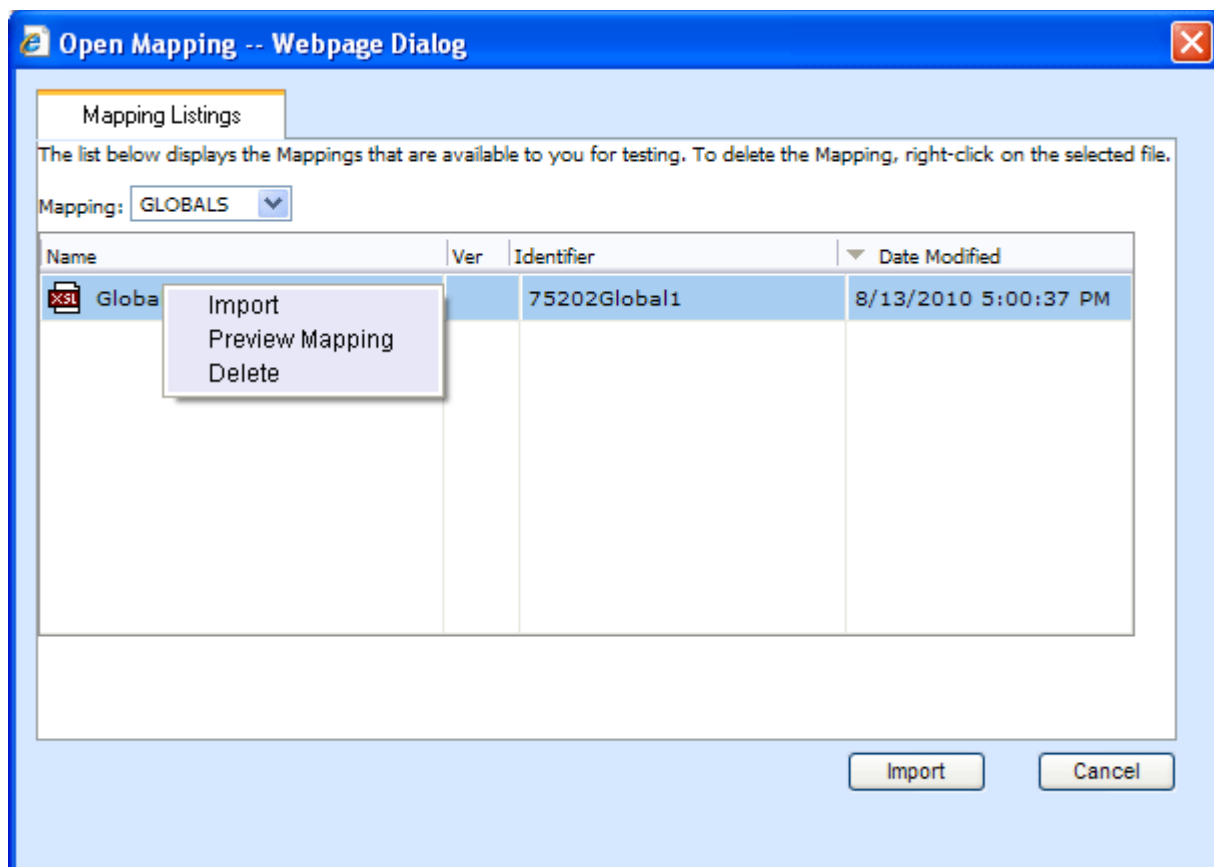 Open Mapping -- Webpage Dialog
Mapping Listings
The list below displays the Mappings that are available to you for testing. To delete the Mapping, right-click on the selected file.
Mapping: GLOBALS
Name Ver Identifier Date Modified
XSL Globa 75202Global1 8/13/2010 5:00:37 PM
Import
Preview Mapping
Delete
Import Cancel